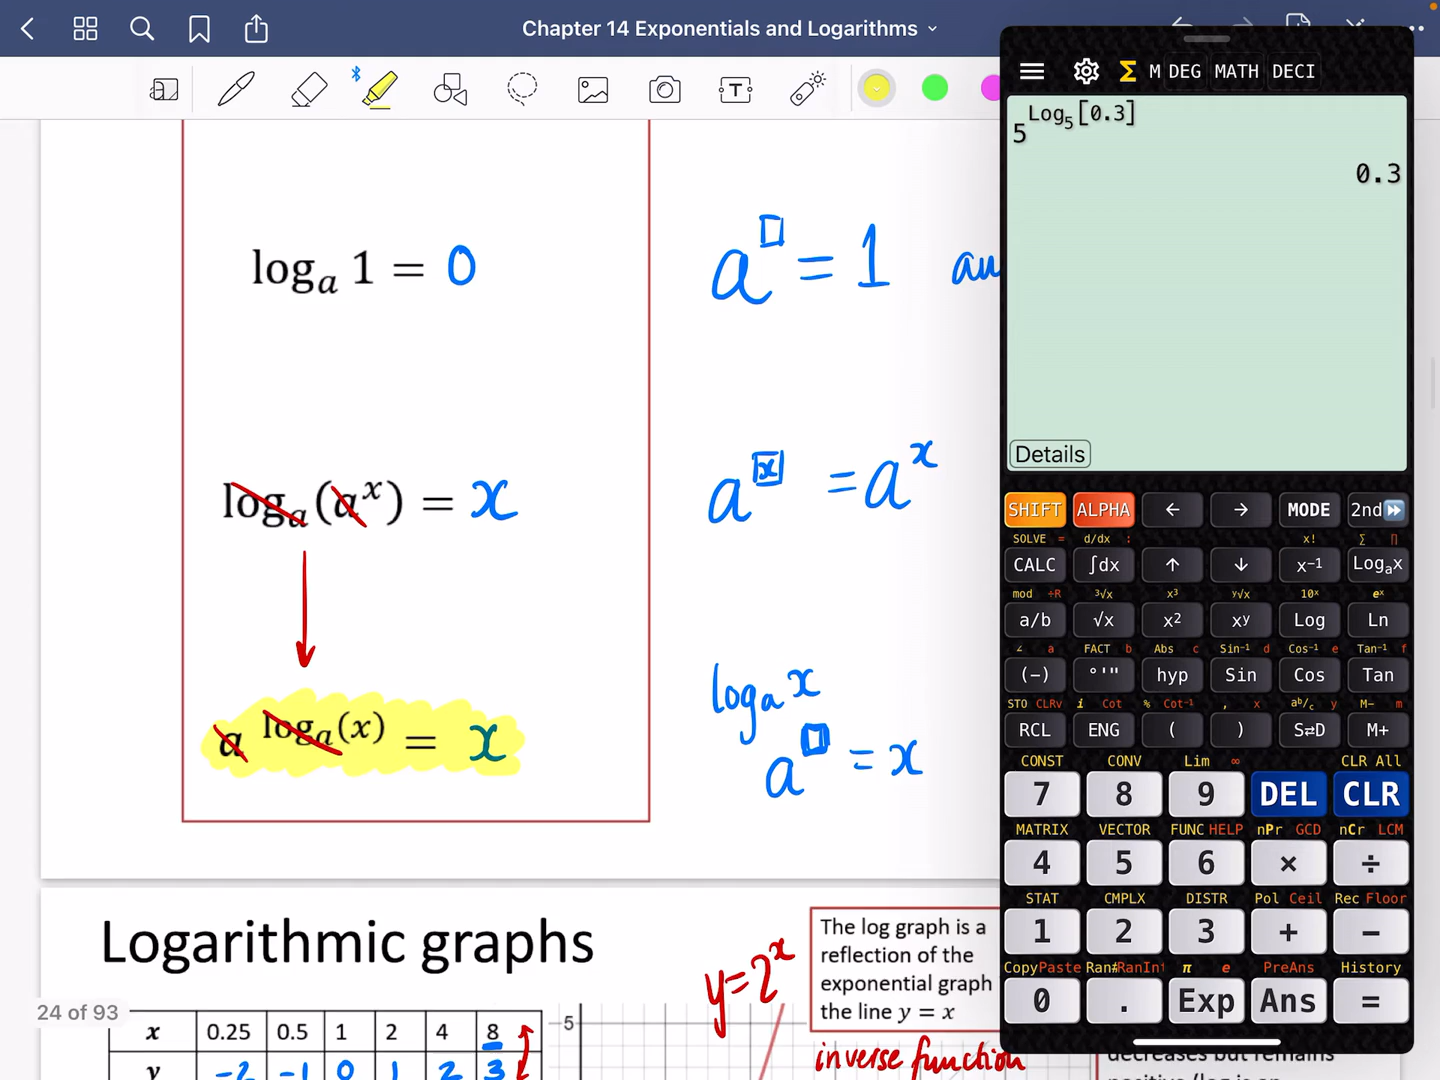 Chapter 14 Exponentials and Logarithms
logₐ 1 = 0
a^□ = 1
logₐ(aˣ) = x
a^x = a^x
a^logₐ(x) = x
logₐ x
a^□ = x
Logarithmic graphs
y=2^x
The log graph is a
reflection of the
exponential graph
the line y = x
inverse function
positive (log is an
24 of 93
x 0.25 0.5 1 2 4 8
y -2 -1 0 1 2 3
5
Σ M DEG MATH DECI
5^Log₅[0.3]
0.3
Details
SHIFT ALPHA ← → MODE 2nd
SOLVE = d/dx : x! ∑ ∏
CALC ∫dx ↑ ↓ x⁻¹ Logₐx
mod ÷R ³√x x³ ʸ√x 10ˣ eˣ
a/b √x x² xʸ Log Ln
∠ a FACT b Abs c Sin⁻¹ d Cos⁻¹ e Tan⁻¹ f
(−) °'" hyp Sin Cos Tan
STO CLRv i Cot % Cot⁻¹ , x aᵇ/c y M− m
RCL ENG ( ) S⇄D M+
CONST CONV Lim ∞ CLR All
7 8 9 DEL CLR
MATRIX VECTOR FUNC HELP nPr GCD nCr LCM
4 5 6 × ÷
STAT CMPLX DISTR Pol Ceil Rec Floor
1 2 3 + −
Copy Paste Ran# RanInt π e PreAns History
0 . Exp Ans =